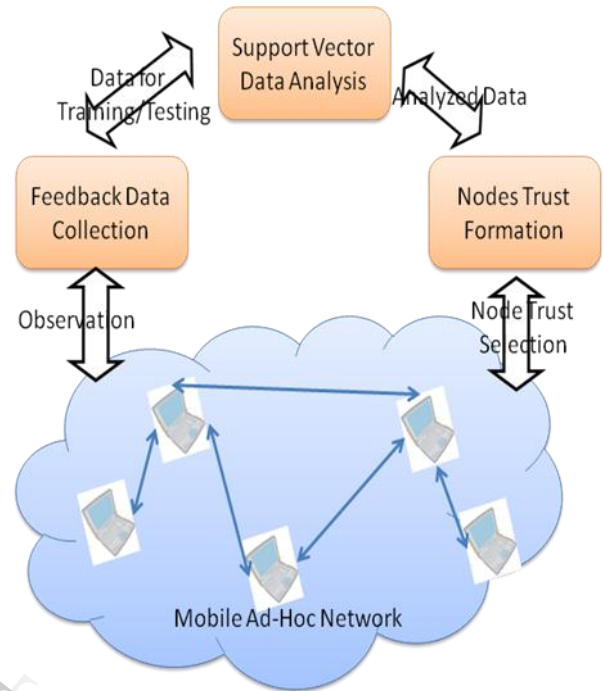 Support Vector
Data Analysis
Data for
Training/Testing
Analyzed Data
Feedback Data
Collection
Nodes Trust
Formation
Observation
Node Trust
Selection
Mobile Ad-Hoc Network